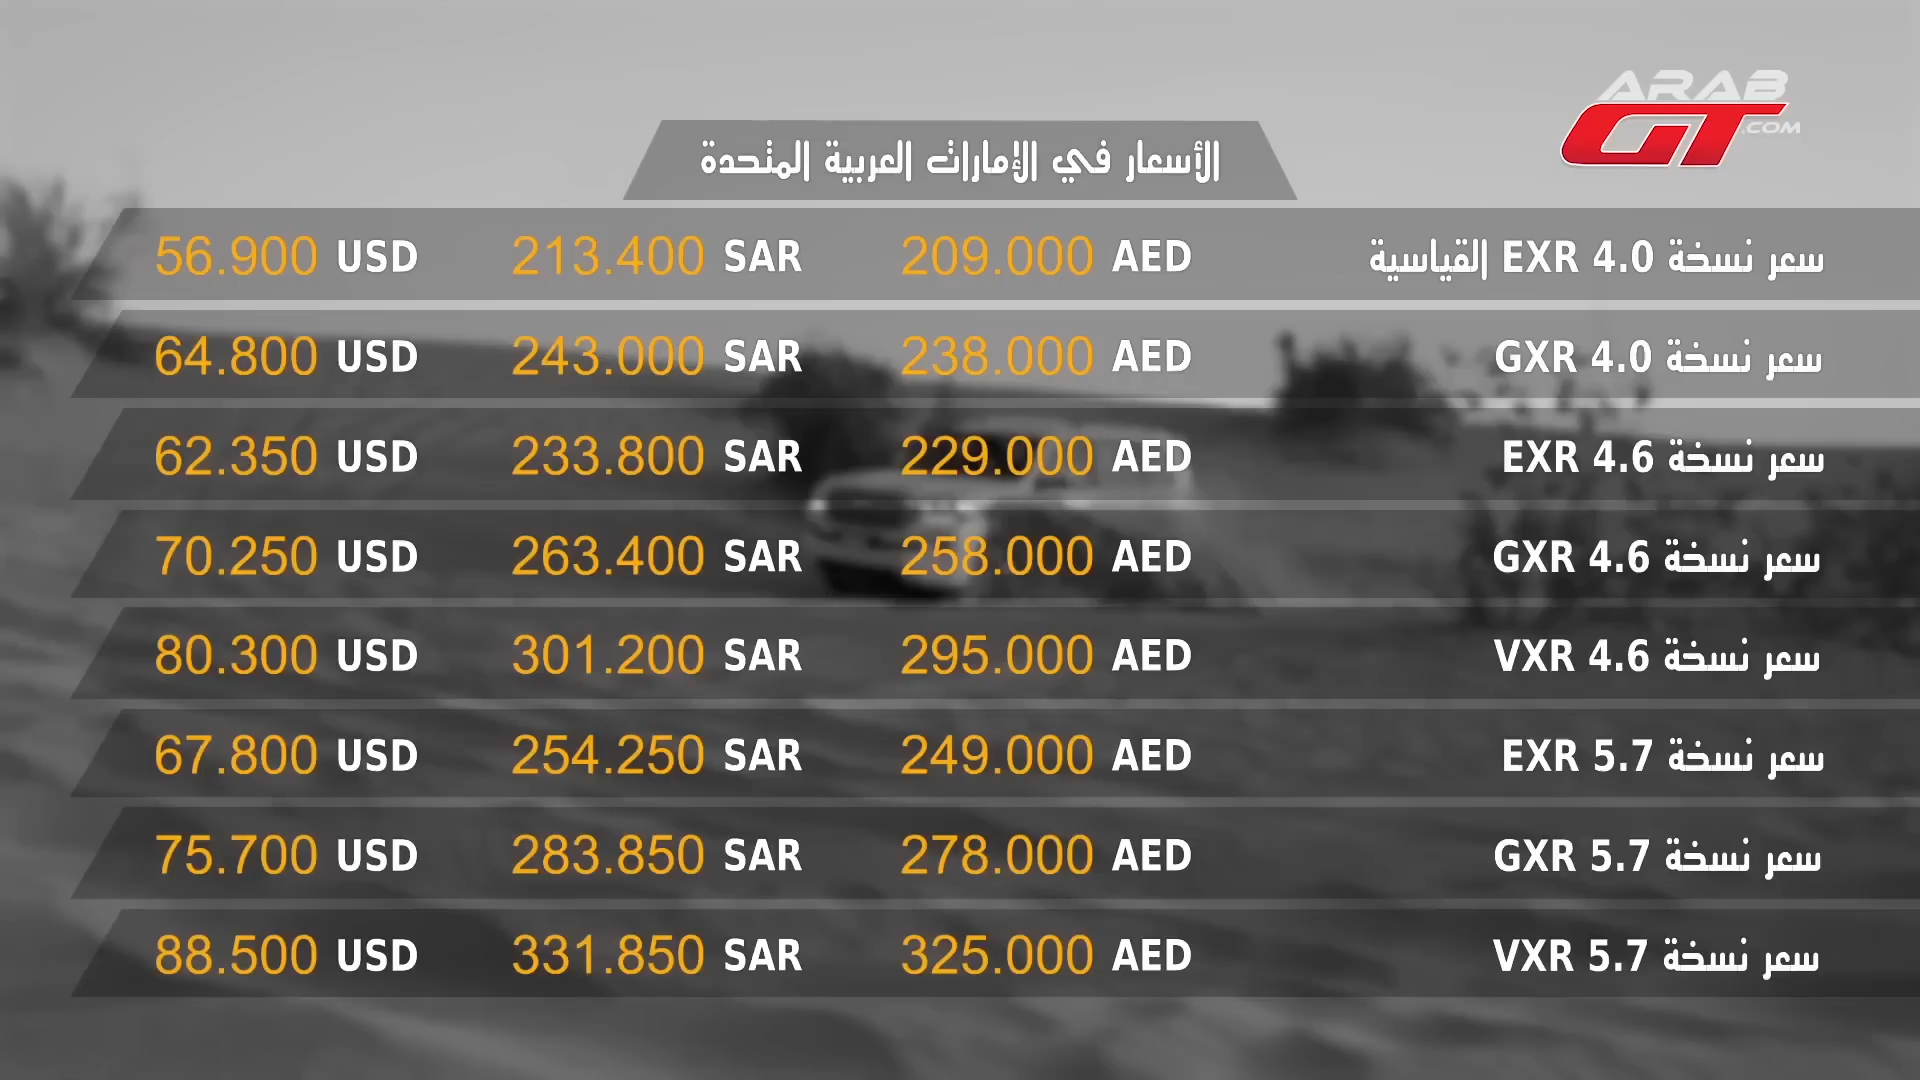 ARAB
GT.COM
الأسعار في الإمارات العربية المتحدة
سعر نسخة EXR 4.0 القياسية 209.000 AED 213.400 SAR 56.900 USD
سعر نسخة GXR 4.0 238.000 AED 243.000 SAR 64.800 USD
سعر نسخة EXR 4.6 229.000 AED 233.800 SAR 62.350 USD
سعر نسخة GXR 4.6 258.000 AED 263.400 SAR 70.250 USD
سعر نسخة VXR 4.6 295.000 AED 301.200 SAR 80.300 USD
سعر نسخة EXR 5.7 249.000 AED 254.250 SAR 67.800 USD
سعر نسخة GXR 5.7 278.000 AED 283.850 SAR 75.700 USD
سعر نسخة VXR 5.7 325.000 AED 331.850 SAR 88.500 USD